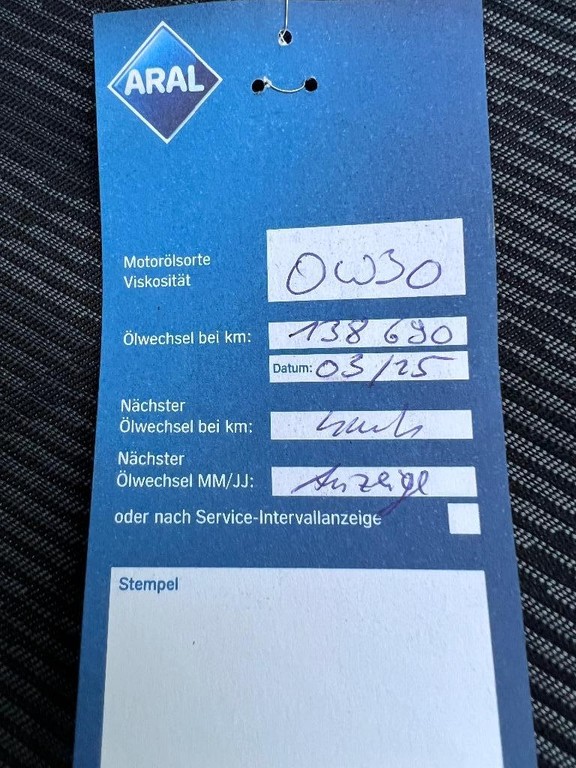 ARAL
Motorölsorte
Viskosität
0W30
Ölwechsel bei km: 138 690
Datum: 03/25
Nächster
Ölwechsel bei km: nach
Nächster
Ölwechsel MM/JJ: Anzeige
oder nach Service-Intervallanzeige
Stempel